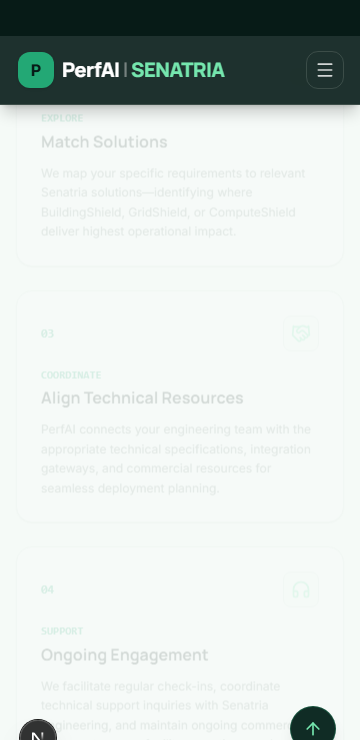 P PerfAI | SENATRIA
EXPLORE
Match Solutions
We map your specific requirements to relevant
Senatria solutions—identifying where
BuildingShield, GridShield, or ComputeShield
deliver highest operational impact.
03
COORDINATE
Align Technical Resources
PerfAI connects your engineering team with the
appropriate technical specifications, integration
gateways, and commercial resources for
seamless deployment planning.
04
SUPPORT
Ongoing Engagement
We facilitate regular check-ins, coordinate
technical support inquiries with Senatria
engineering, and maintain ongoing
N